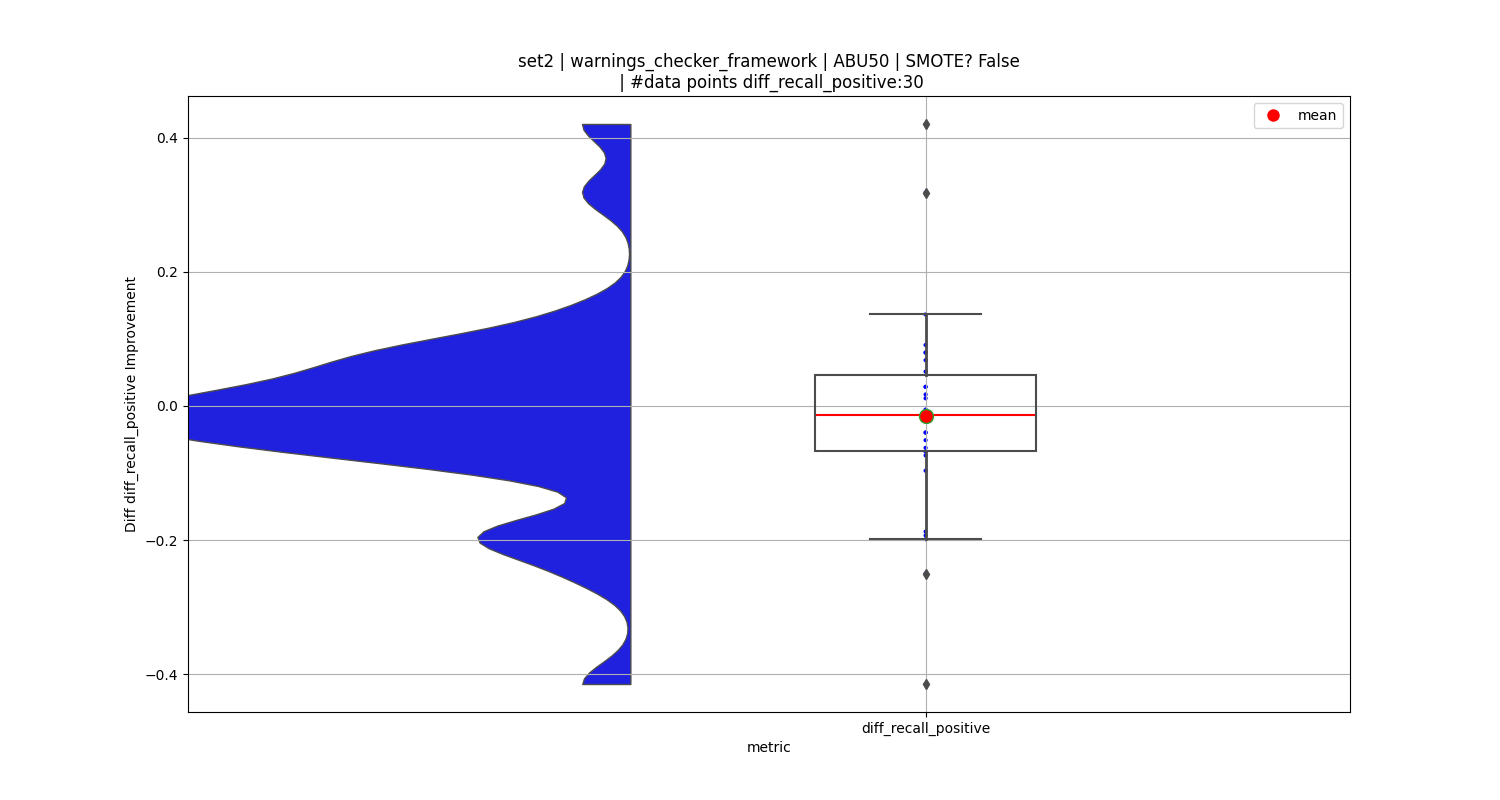 set2 | warnings_checker_framework | ABU50 | SMOTE? False
| #data points diff_recall_positive:30
mean
0.4
0.2
0.0
−0.2
−0.4
Diff diff_recall_positive Improvement
diff_recall_positive
metric